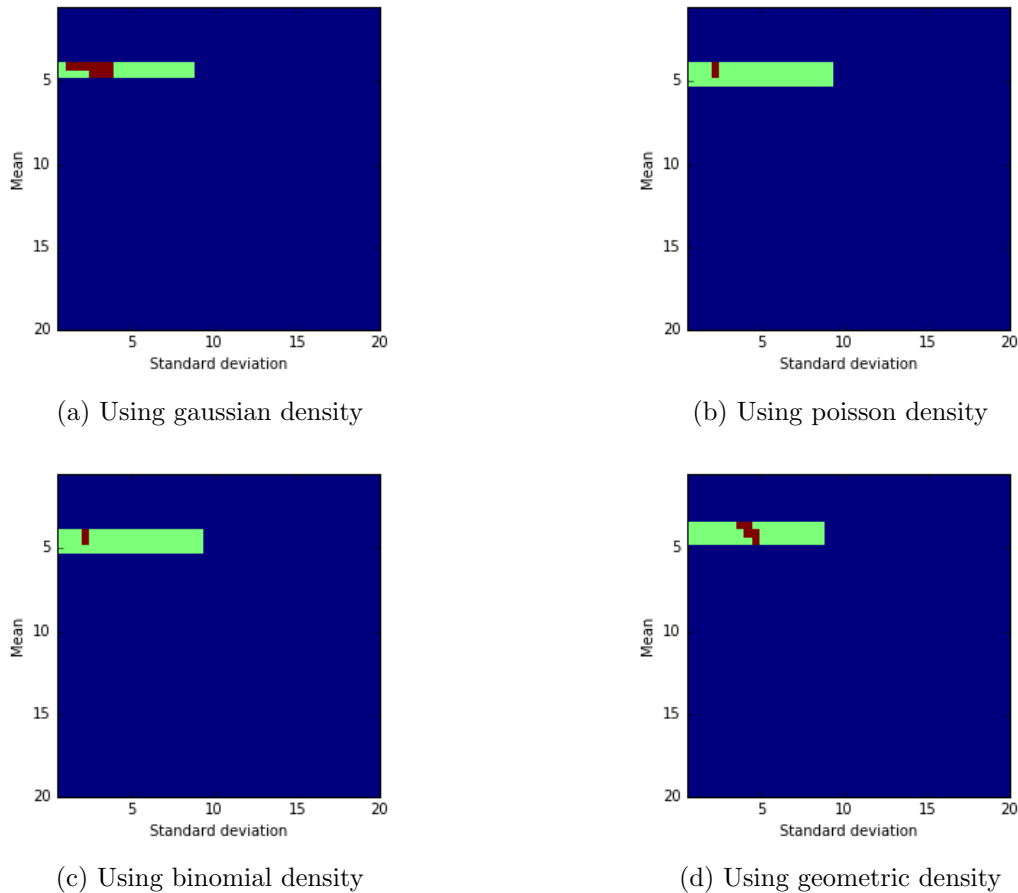 5
10
15
20
Mean
5
10
15
20
Standard deviation
(a) Using gaussian density
5
10
15
20
Mean
5
10
15
20
Standard deviation
(b) Using poisson density
5
10
15
20
Mean
5
10
15
20
Standard deviation
(c) Using binomial density
5
10
15
20
Mean
5
10
15
20
Standard deviation
(d) Using geometric density